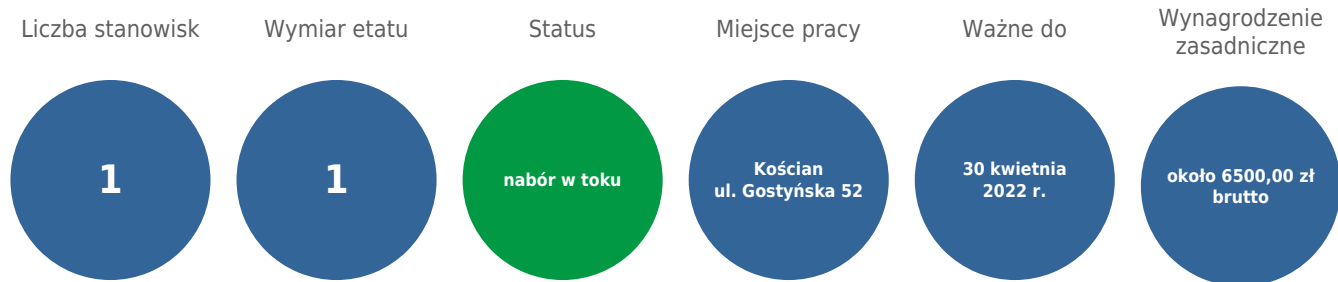 Liczba stanowisk
1
Wymiar etatu
1
Status
nabór w toku
Miejsce pracy
Kościan
ul. Gostyńska 52
Ważne do
30 kwietnia
2022 r.
Wynagrodzenie
zasadniczne
około 6500,00 zł
brutto